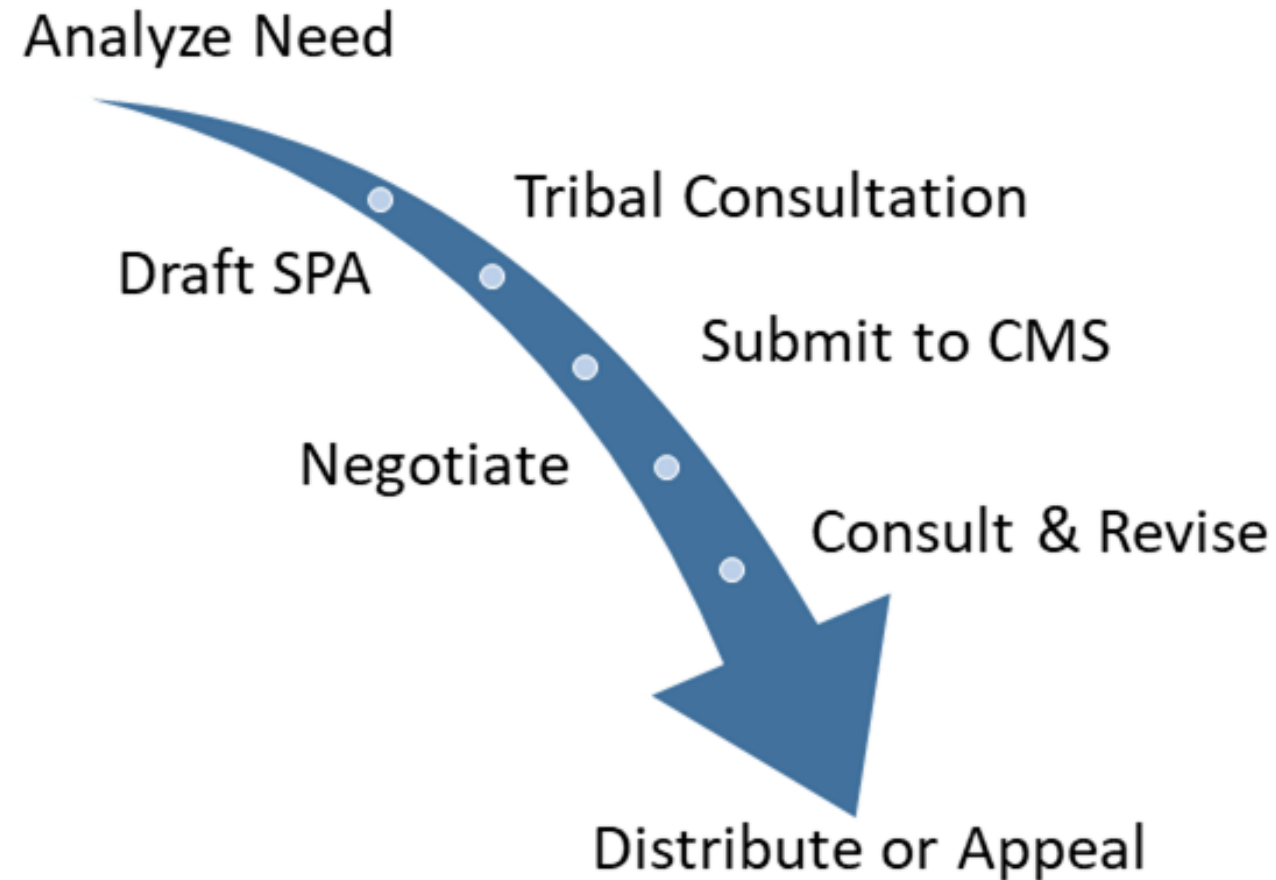 Analyze Need
Tribal Consultation
Draft SPA
Submit to CMS
Negotiate
Consult & Revise
Distribute or Appeal